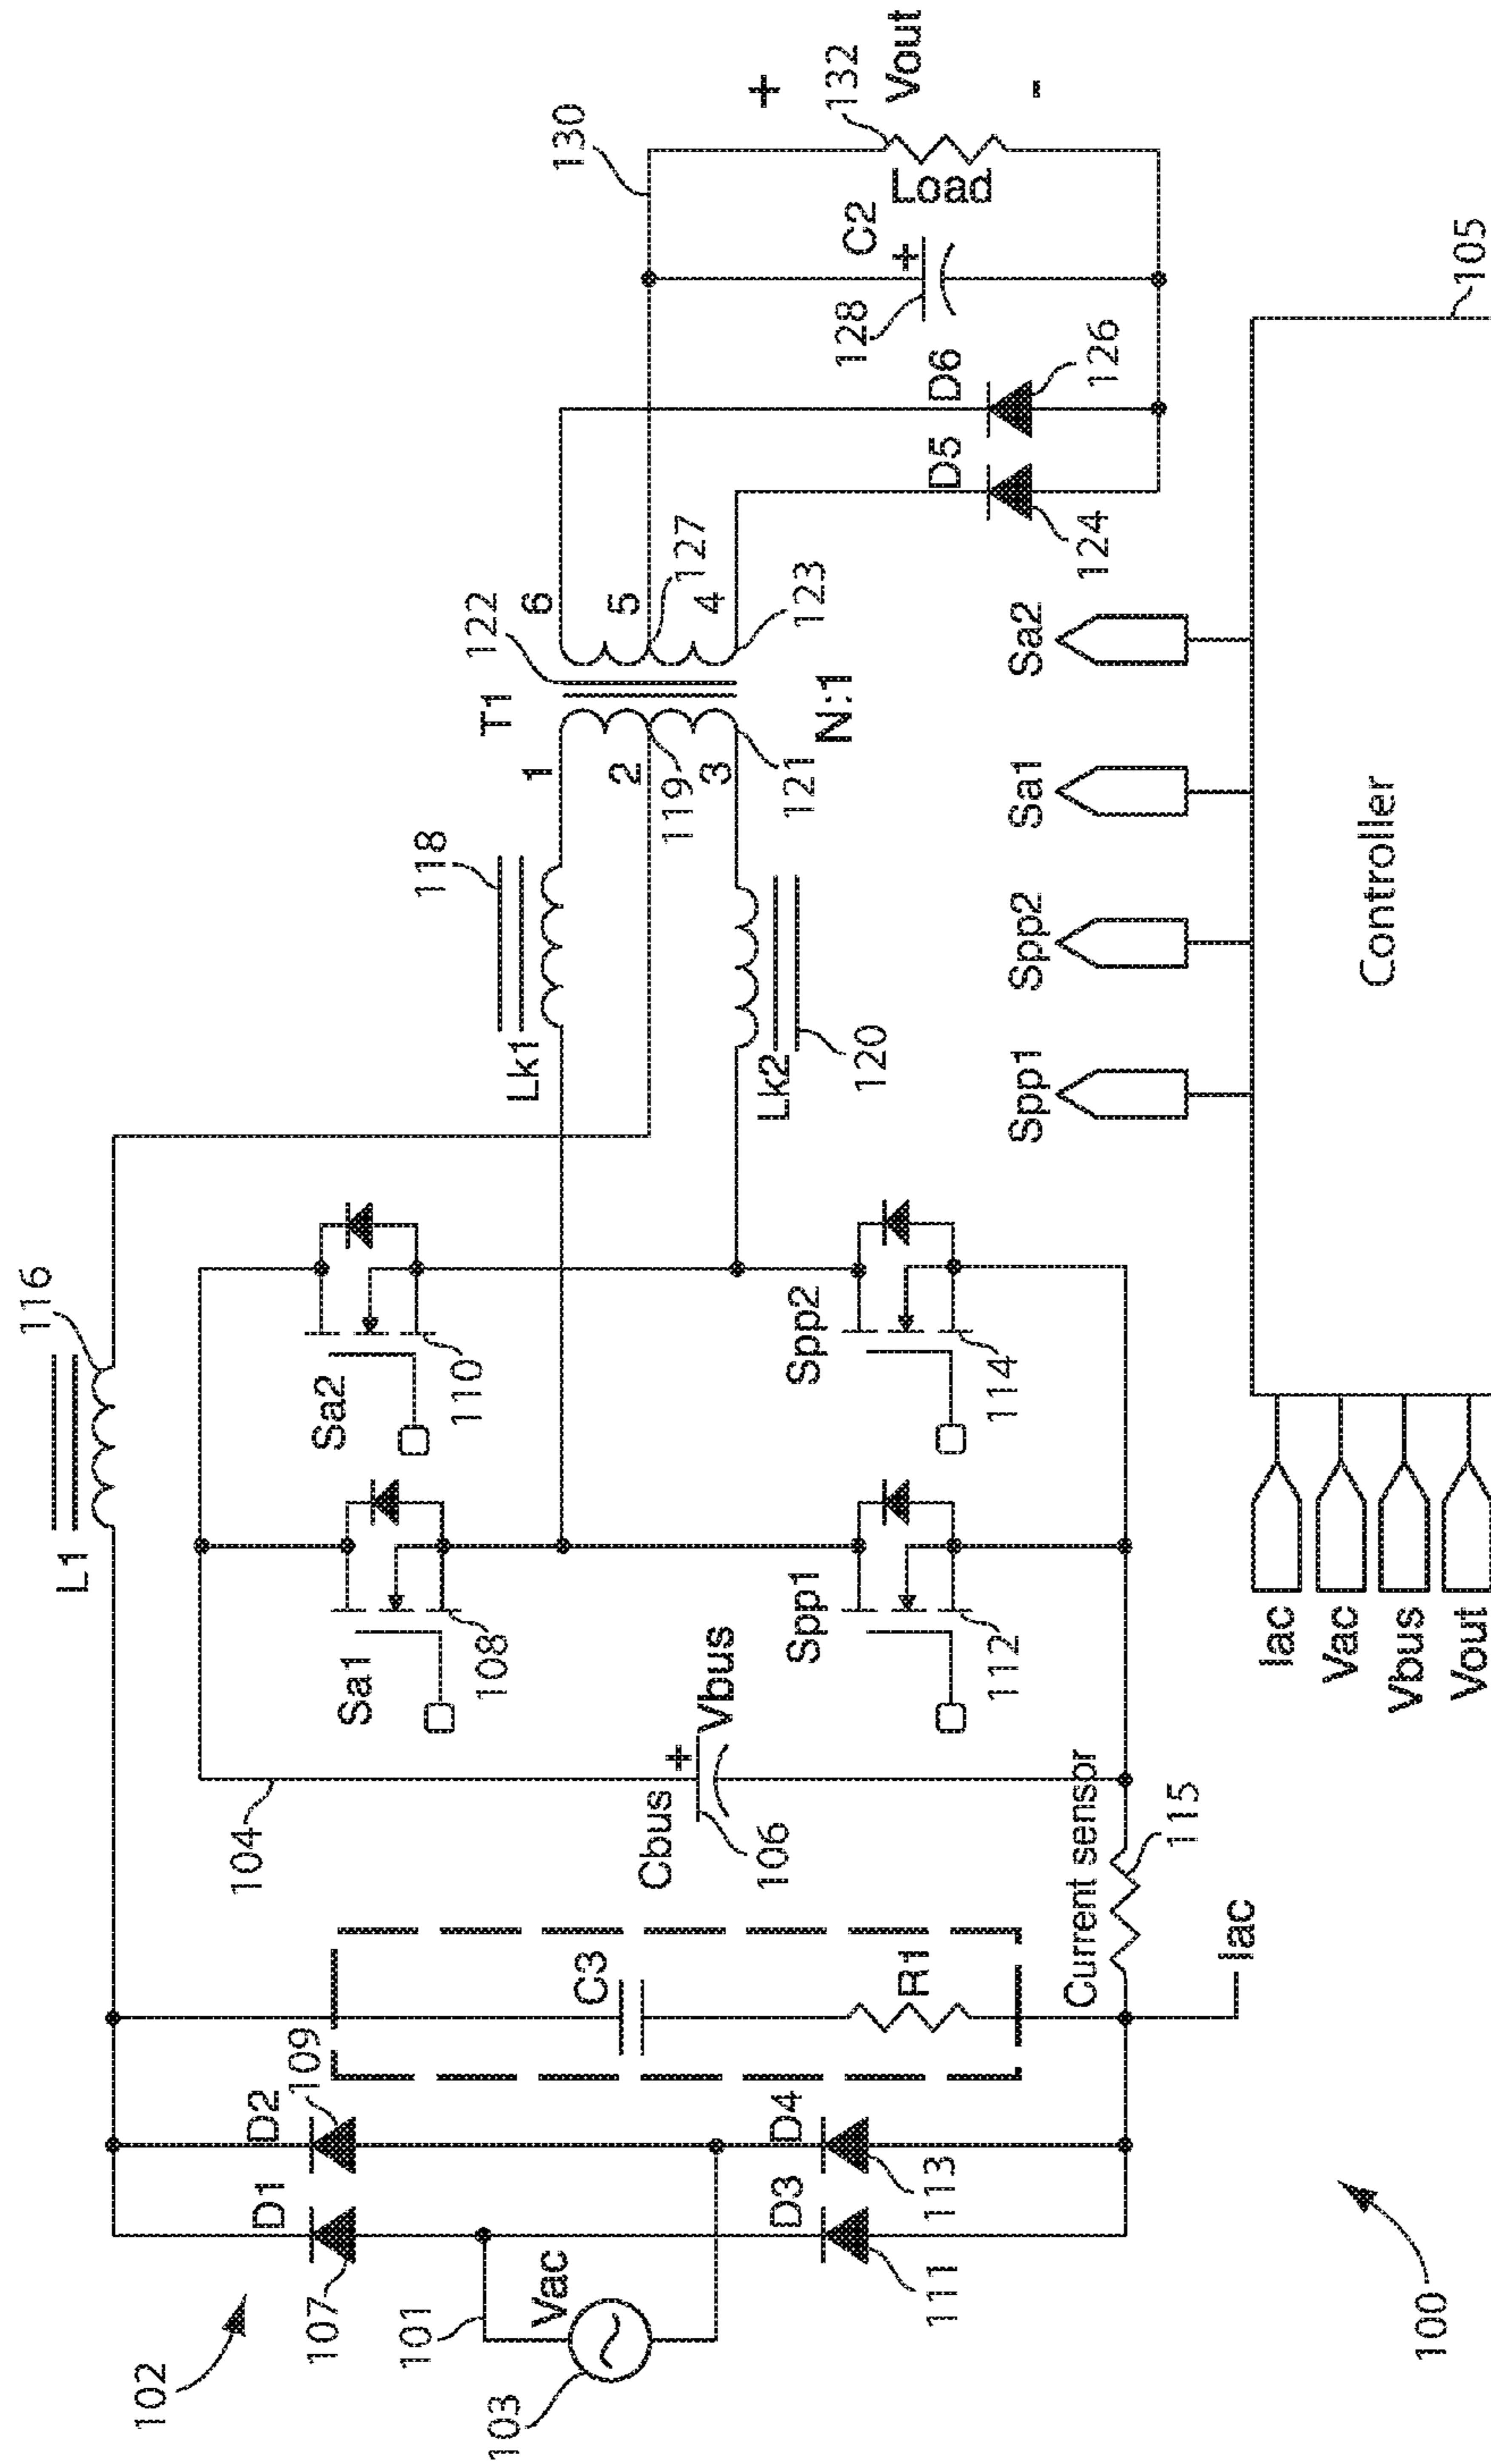 102
107
101
103
Vac
D1
D2
109
D3
D4
111
113
100
C3
R1
Iac
Current sensor
115
104
Cbus
106
+
Vbus
L1
116
Sa1
108
Sa2
110
Spp1
112
Spp2
114
Lk1
118
Lk2
120
T1
122
1
2
3
119
121
N:1
6
5
4
127
123
D5
D6
124
126
128
C2
+
130
Load
132
Vout
+
-
Spp1
Spp2
Sa1
Sa2
Iac
Vac
Vbus
Vout
Controller
105